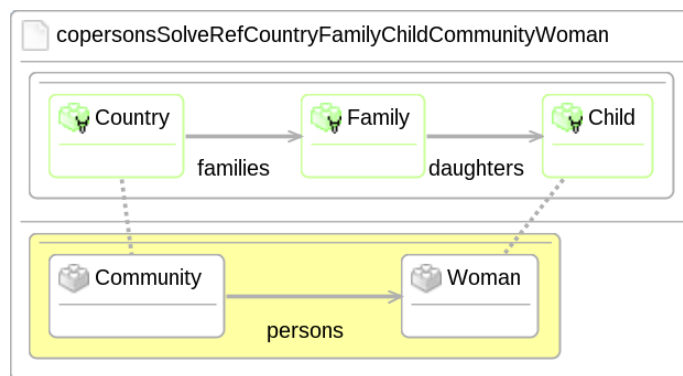 copersonsSolveRefCountryFamilyChildCommunityWoman
Country Family Child
families daughters
Community Woman
persons